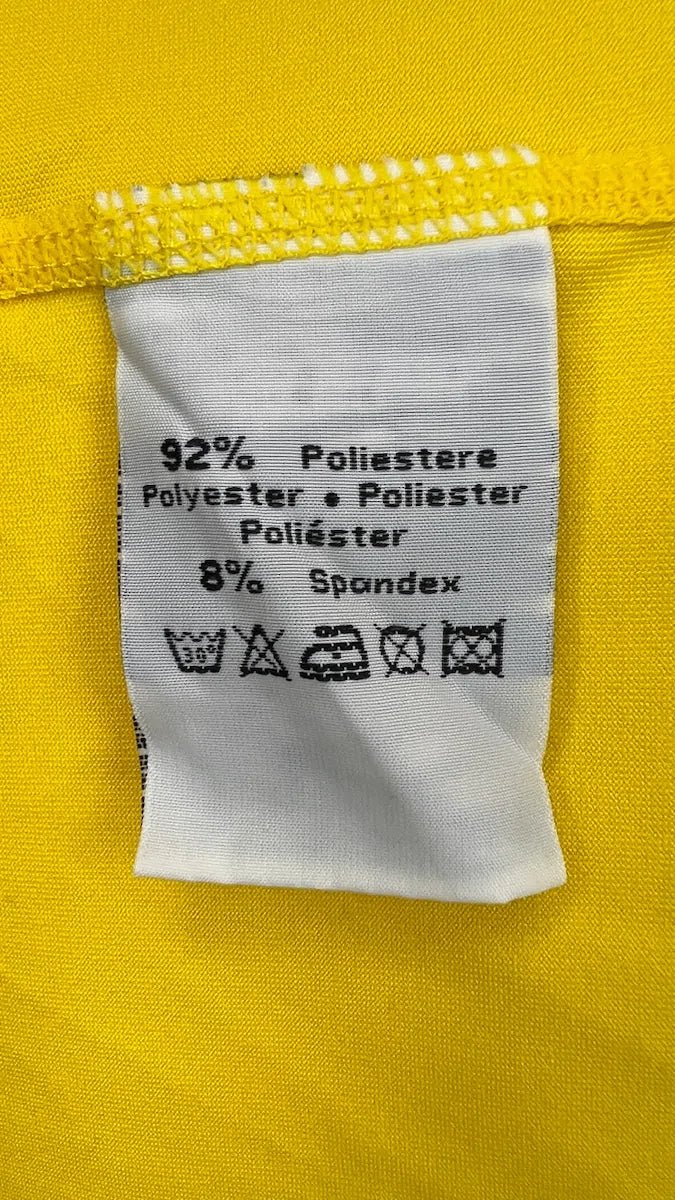 92% Poliestere
Polyester • Poliester
Poliéster
8% Spandex
30°